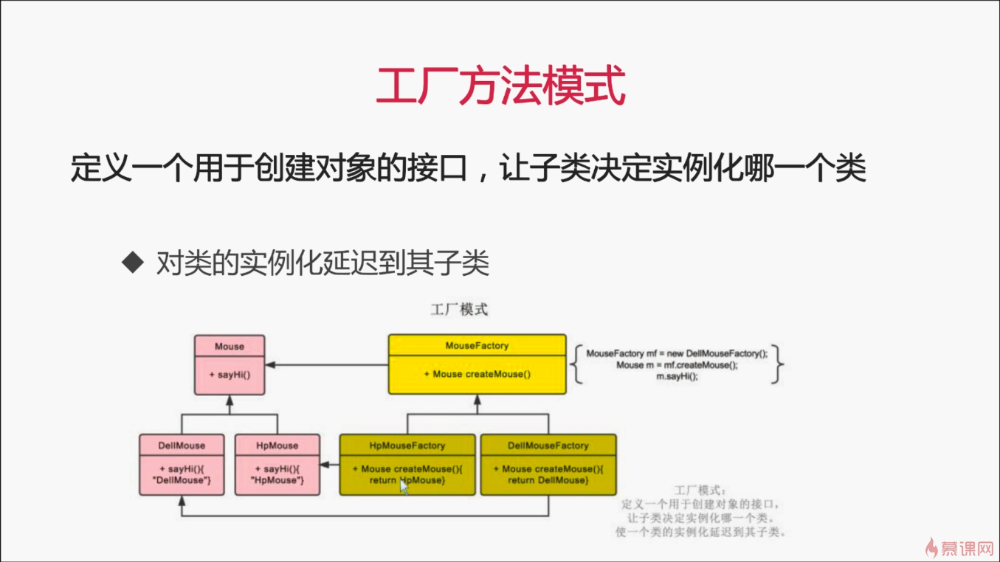 工厂方法模式
定义一个用于创建对象的接口，让子类决定实例化哪一个类
◆ 对类的实例化延迟到其子类
工厂模式
Mouse
+ sayHi()
MouseFactory
+ Mouse createMouse()
MouseFactory mf = new DellMouseFactory();
Mouse m = mf.createMouse();
m.sayHi();
DellMouse
+ sayHi(){
"DellMouse"}
HpMouse
+ sayHi(){
"HpMouse"}
HpMouseFactory
+ Mouse createMouse(){
return HpMouse}
DellMouseFactory
+ Mouse createMouse(){
return DellMouse}
工厂模式：
定义一个用于创建对象的接口，
让子类决定实例化哪一个类。
使一个类的实例化延迟到其子类。
慕课网